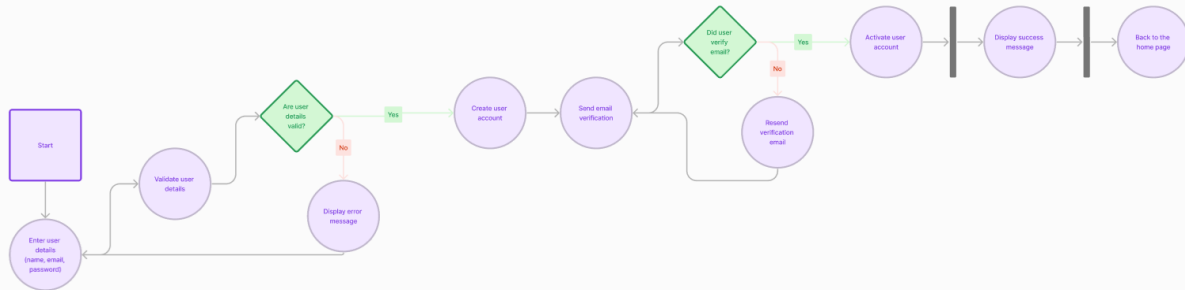 Start
Enter user
details
(name, email,
password)
Validate user
details
Are user
details
valid?
Yes
No
Display error
message
Create user
account
Send email
verification
Did user
verify
email?
Yes
No
Resend
verification
email
Activate user
account
Display success
message
Back to the
home page